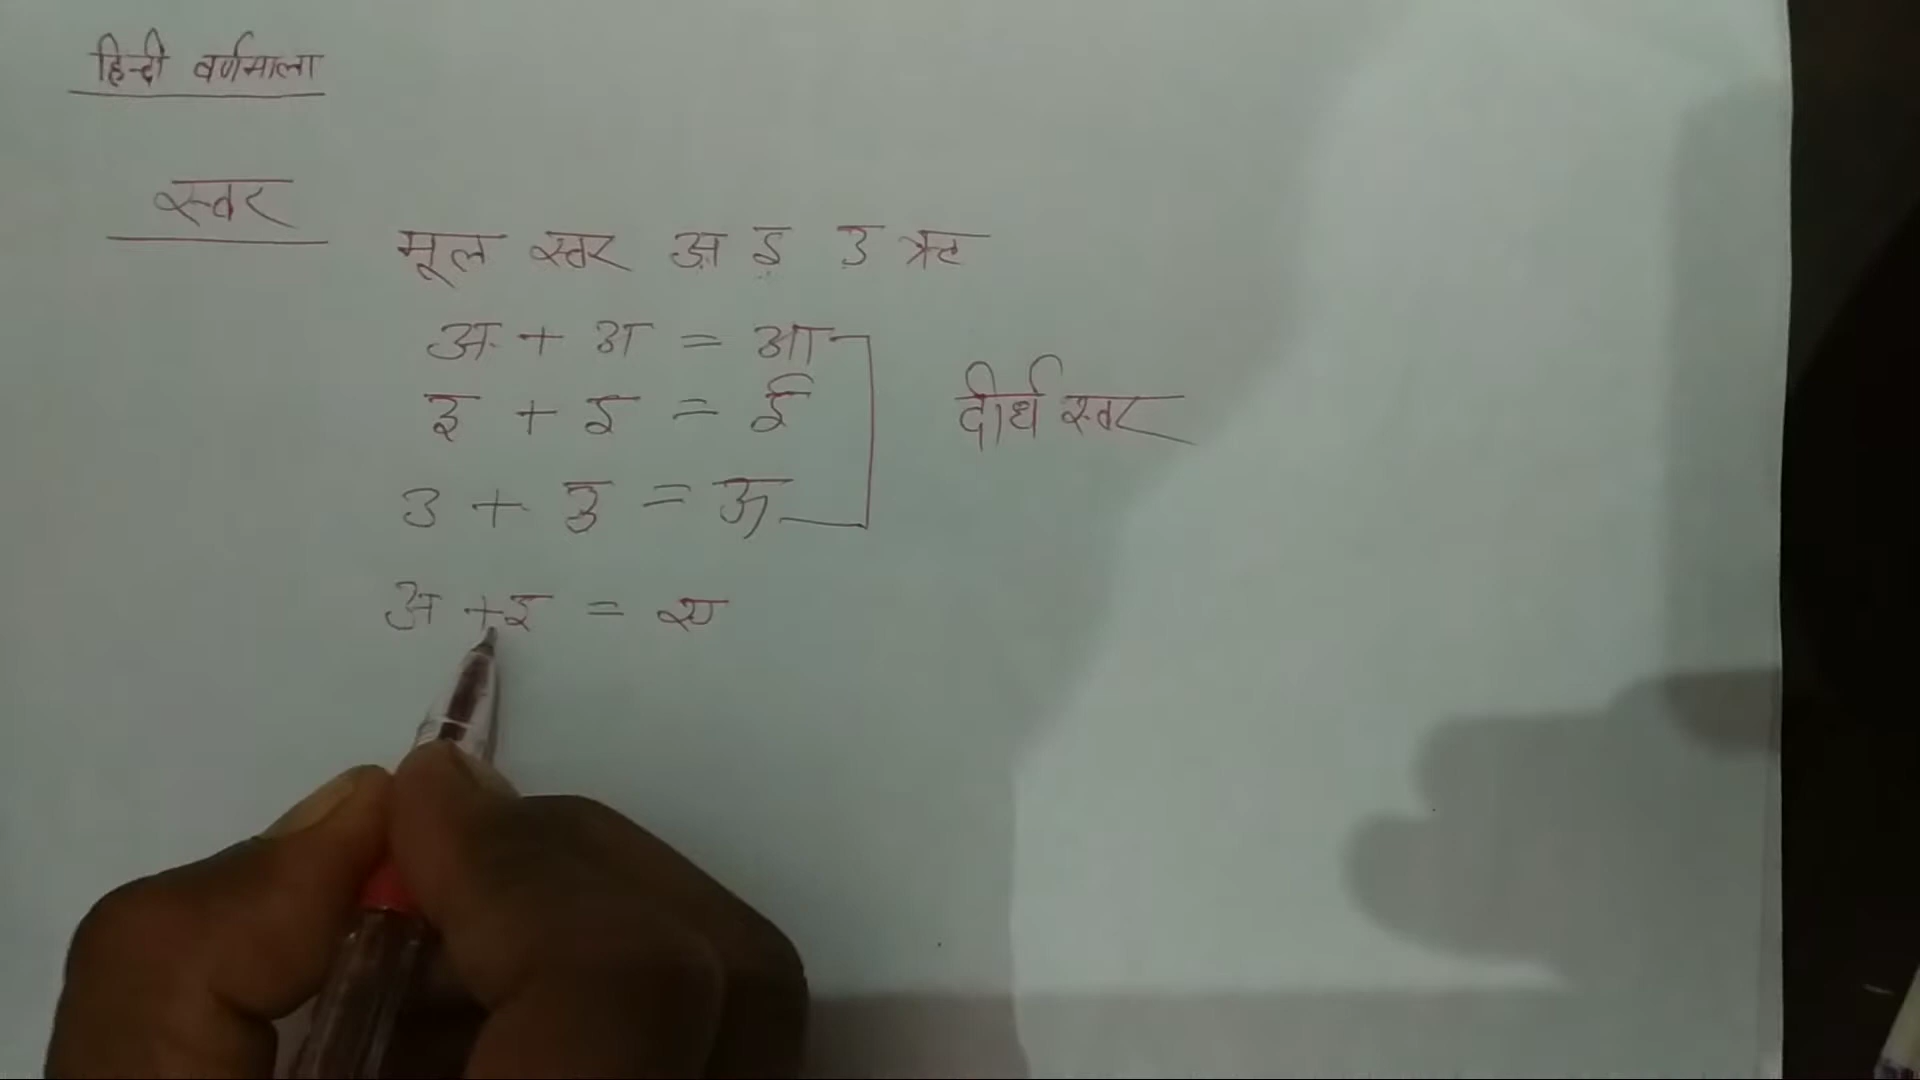 हिन्दी वर्णमाला
स्वर
मूल स्वर अ इ उ ऋ
अ + अ = आ
इ + इ = ई
उ + उ = ऊ
दीर्घ स्वर
अ + इ = ए